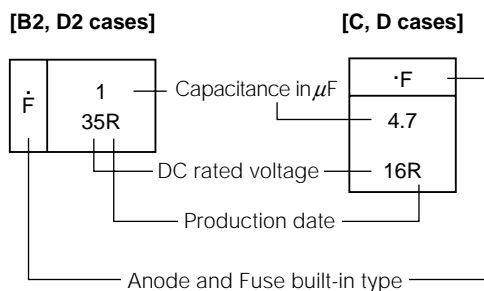 [B2, D2 cases]
[C, D cases]
Ḟ
1
35R
Capacitance in μF
·F
4.7
DC rated voltage
16R
Production date
Anode and Fuse built-in type